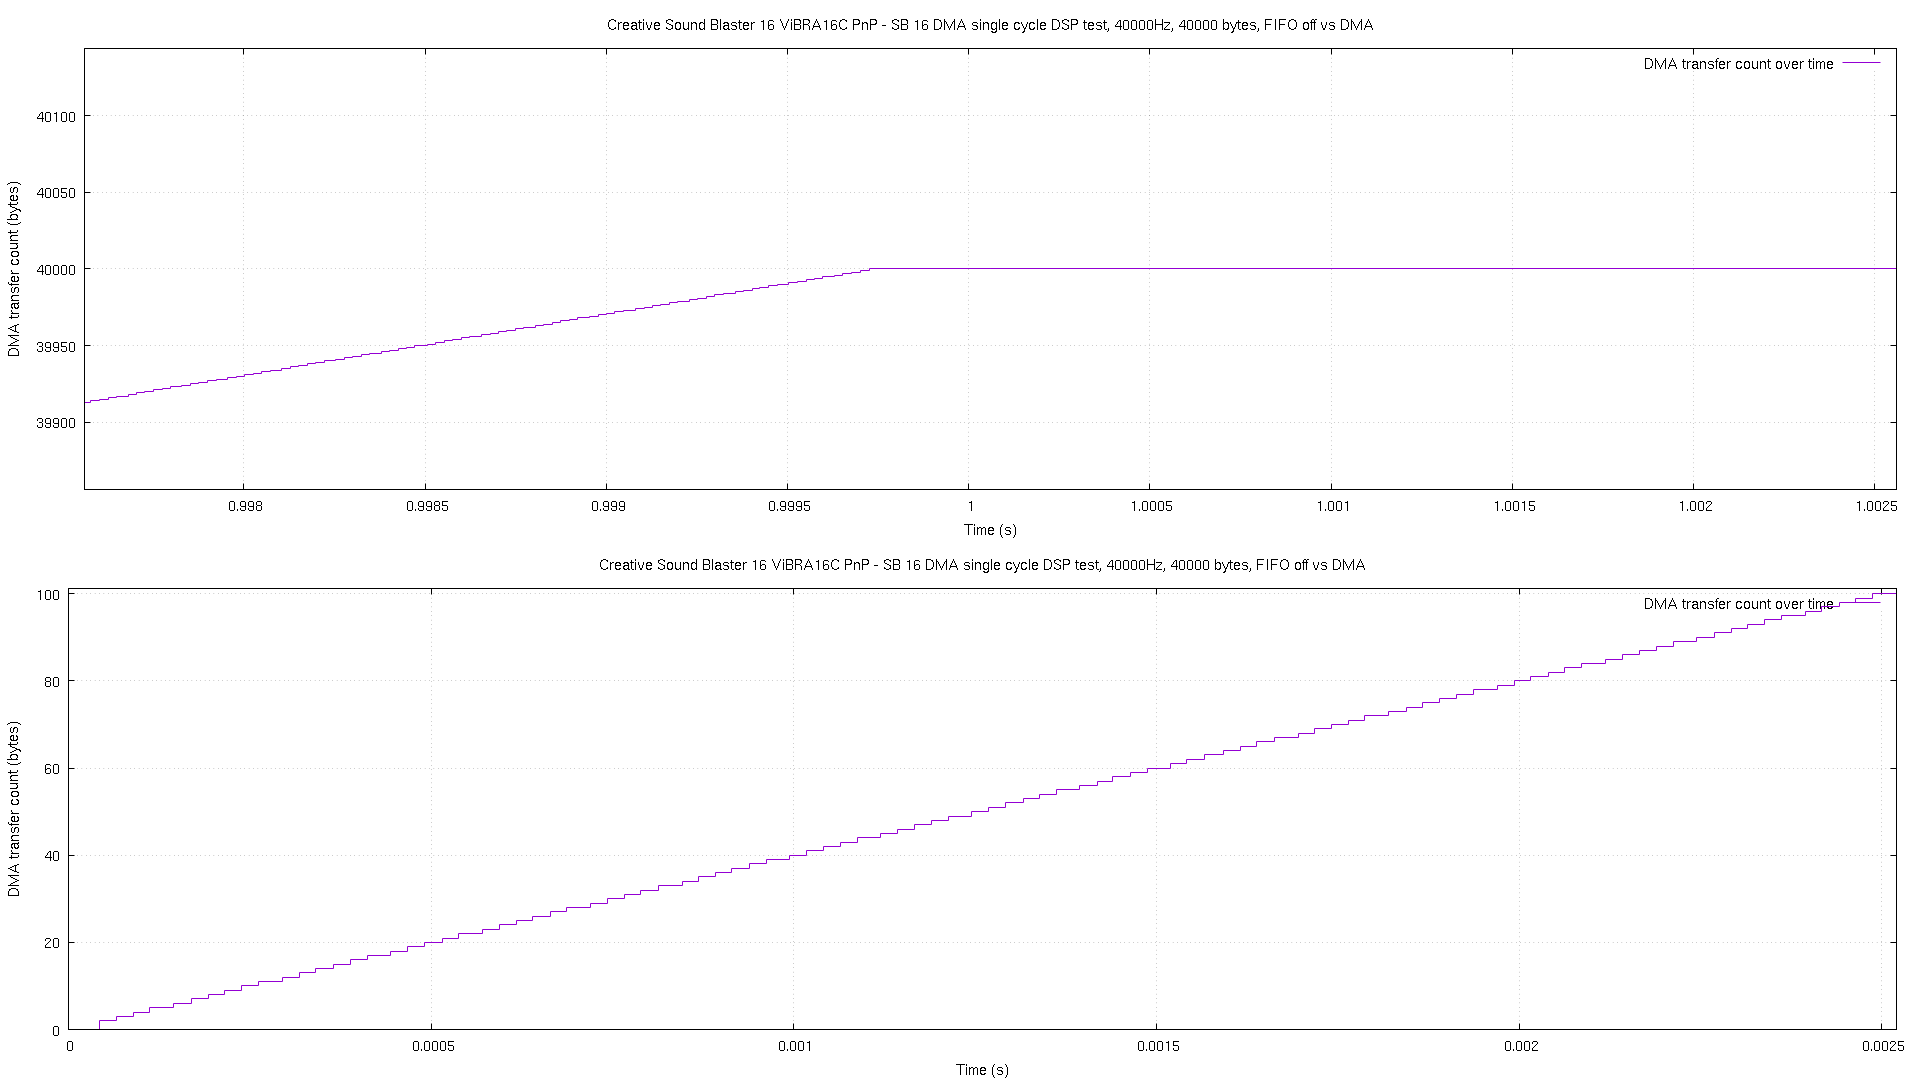 Creative Sound Blaster 16 ViBRA16C PnP - SB 16 DMA single cycle DSP test, 40000Hz, 40000 bytes, FIFO off vs DMA
DMA transfer count over time
40100
40050
40000
39950
39900
DMA transfer count (bytes)
0.998 0.9985 0.999 0.9995 1 1.0005 1.001 1.0015 1.002 1.0025
Time (s)
Creative Sound Blaster 16 ViBRA16C PnP - SB 16 DMA single cycle DSP test, 40000Hz, 40000 bytes, FIFO off vs DMA
DMA transfer count over time
100
80
60
40
20
0
DMA transfer count (bytes)
0 0.0005 0.001 0.0015 0.002 0.0025
Time (s)